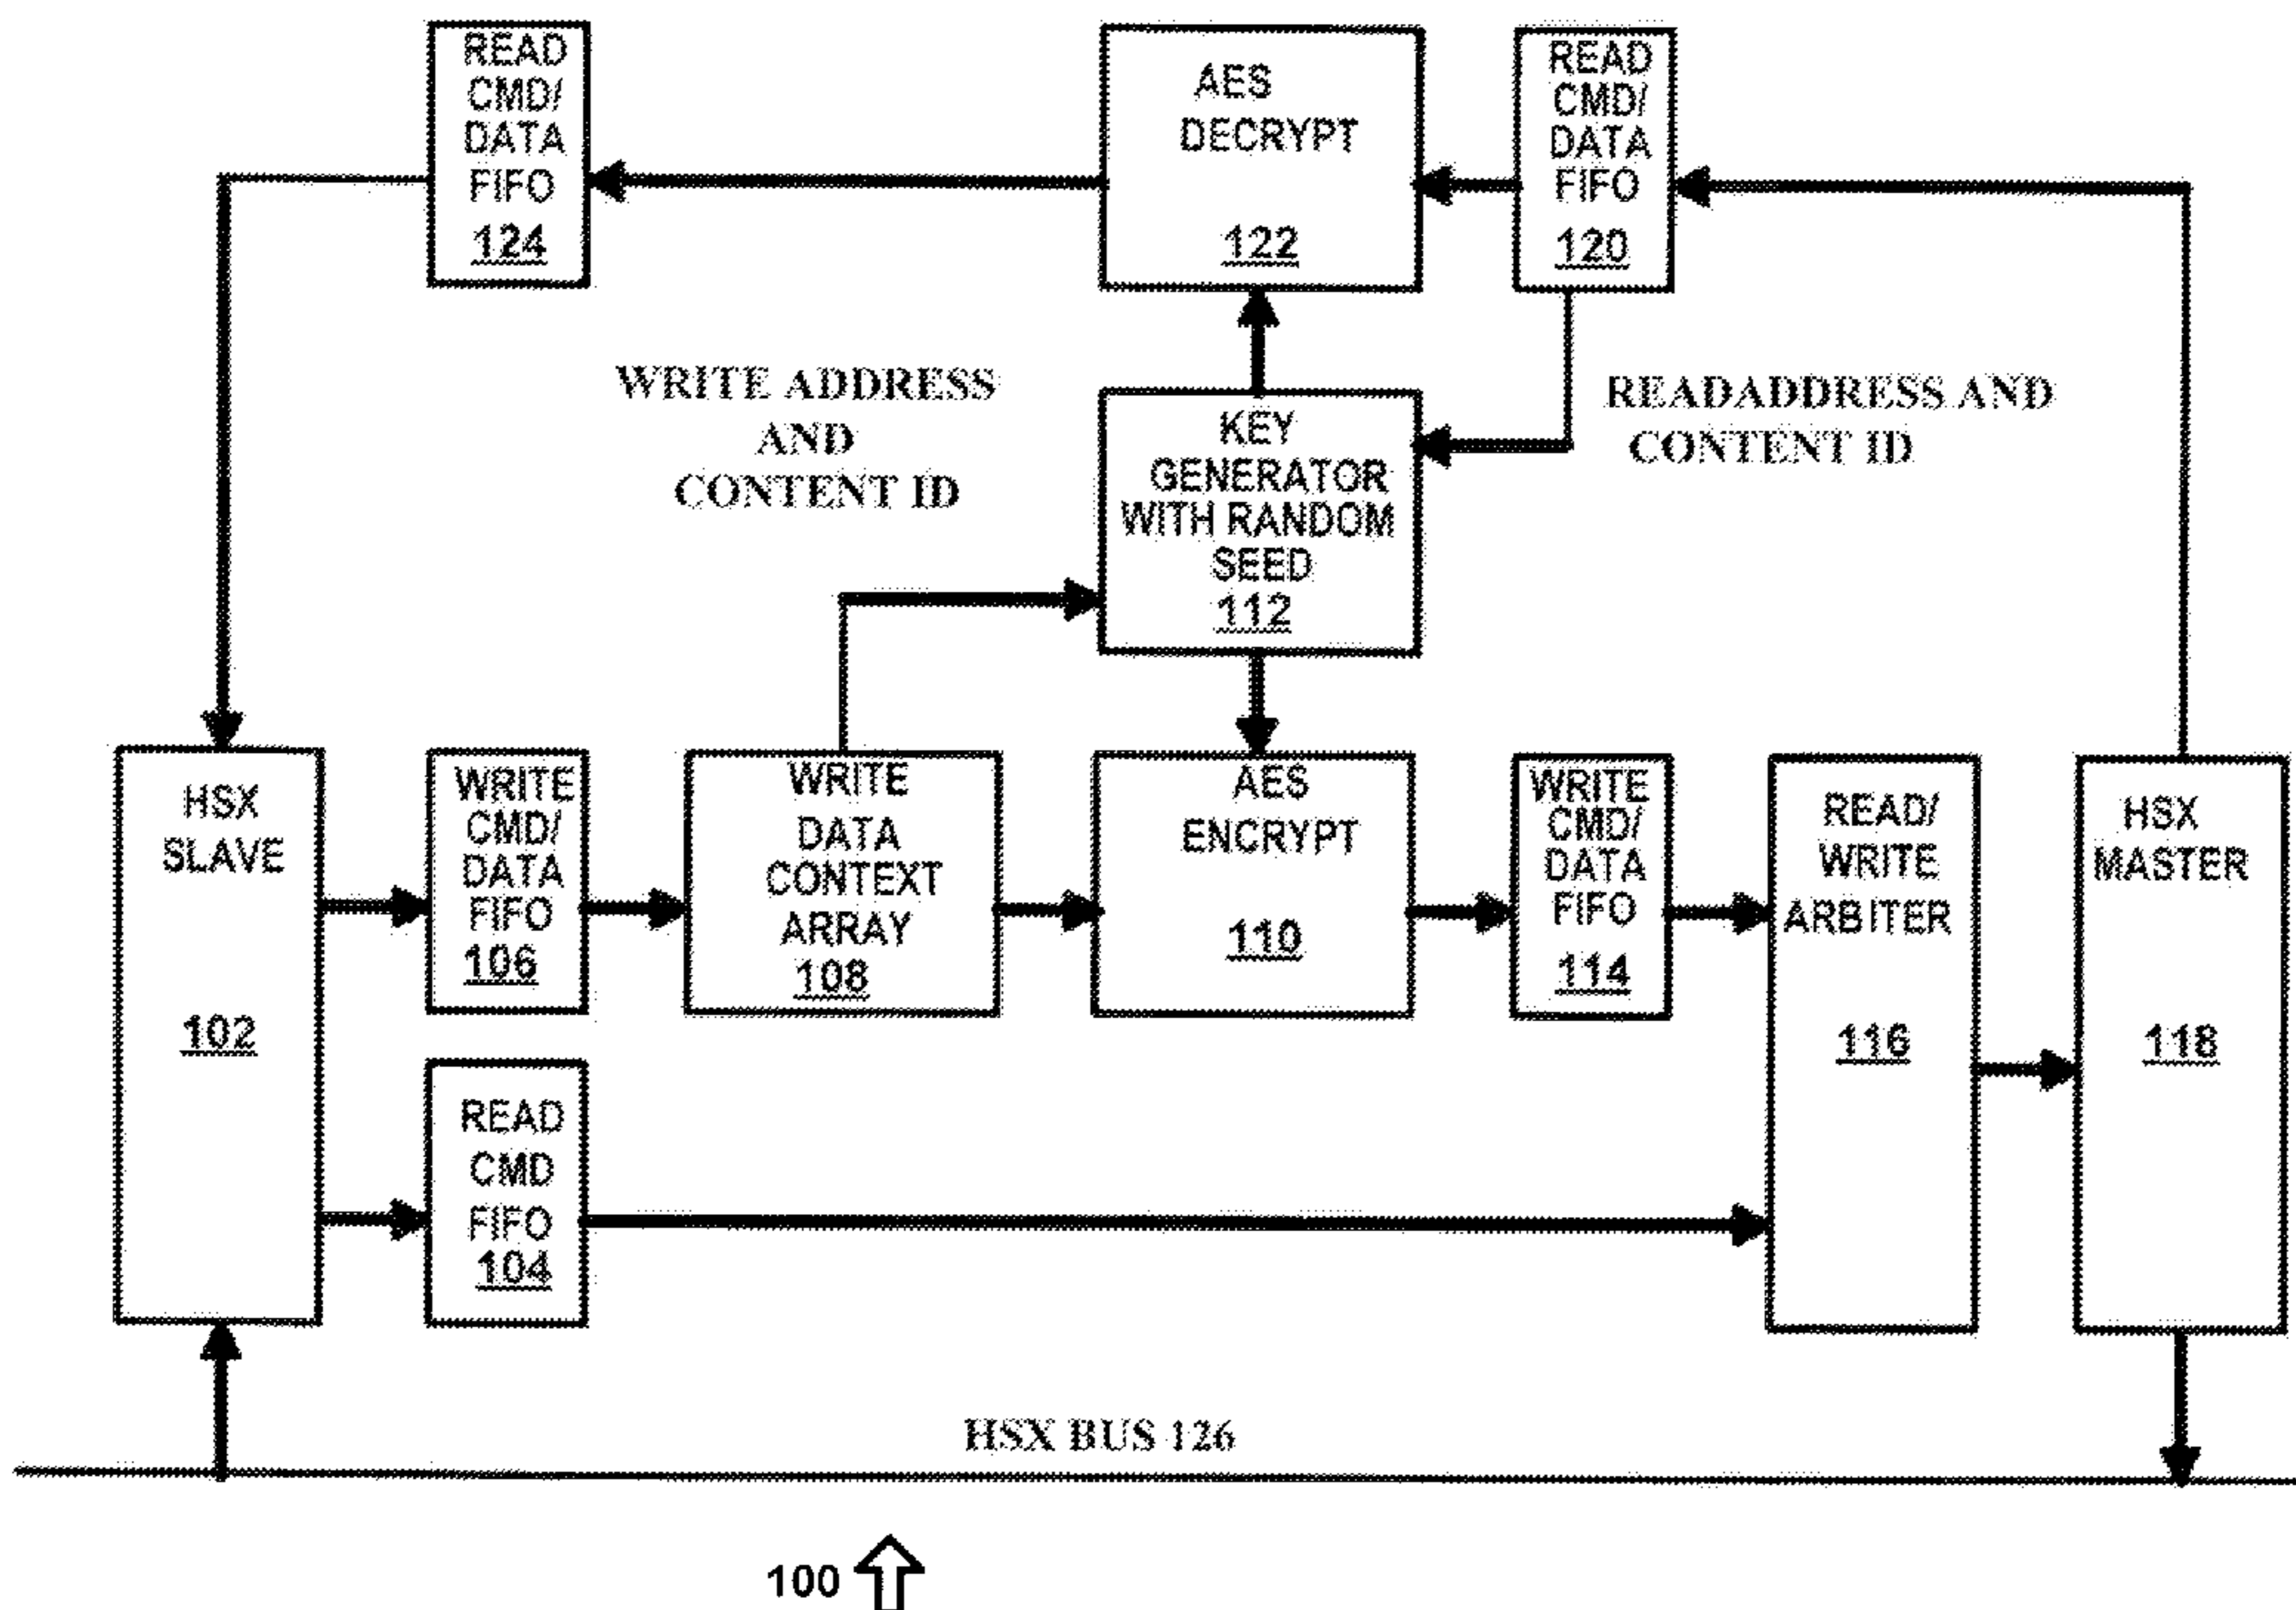 READ
CMD/
DATA
FIFO
124
AES
DECRYPT
122
READ
CMD/
DATA
FIFO
120
WRITE ADDRESS
AND
CONTENT ID
KEY
GENERATOR
WITH RANDOM
SEED
112
READADDRESS AND
CONTENT ID
HSX
SLAVE
102
WRITE
CMD/
DATA
FIFO
106
WRITE
DATA
CONTEXT
ARRAY
108
AES
ENCRYPT
110
WRITE
CMD/
DATA
FIFO
114
READ/
WRITE
ARBITER
116
HSX
MASTER
118
READ
CMD
FIFO
104
HSX BUS 126
100